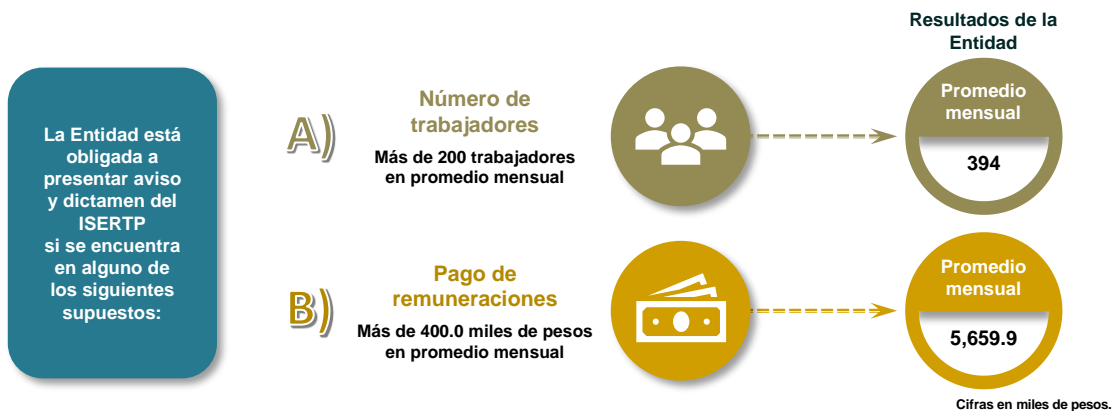 La Entidad está
obligada a
presentar aviso
y dictamen del
ISERTP
si se encuentra
en alguno de
los siguientes
supuestos:
A)
Número de
trabajadores
Más de 200 trabajadores
en promedio mensual
Resultados de la
Entidad
Promedio
mensual
394
B)
Pago de
remuneraciones
Más de 400.0 miles de pesos
en promedio mensual
Promedio
mensual
5,659.9
Cifras en miles de pesos.